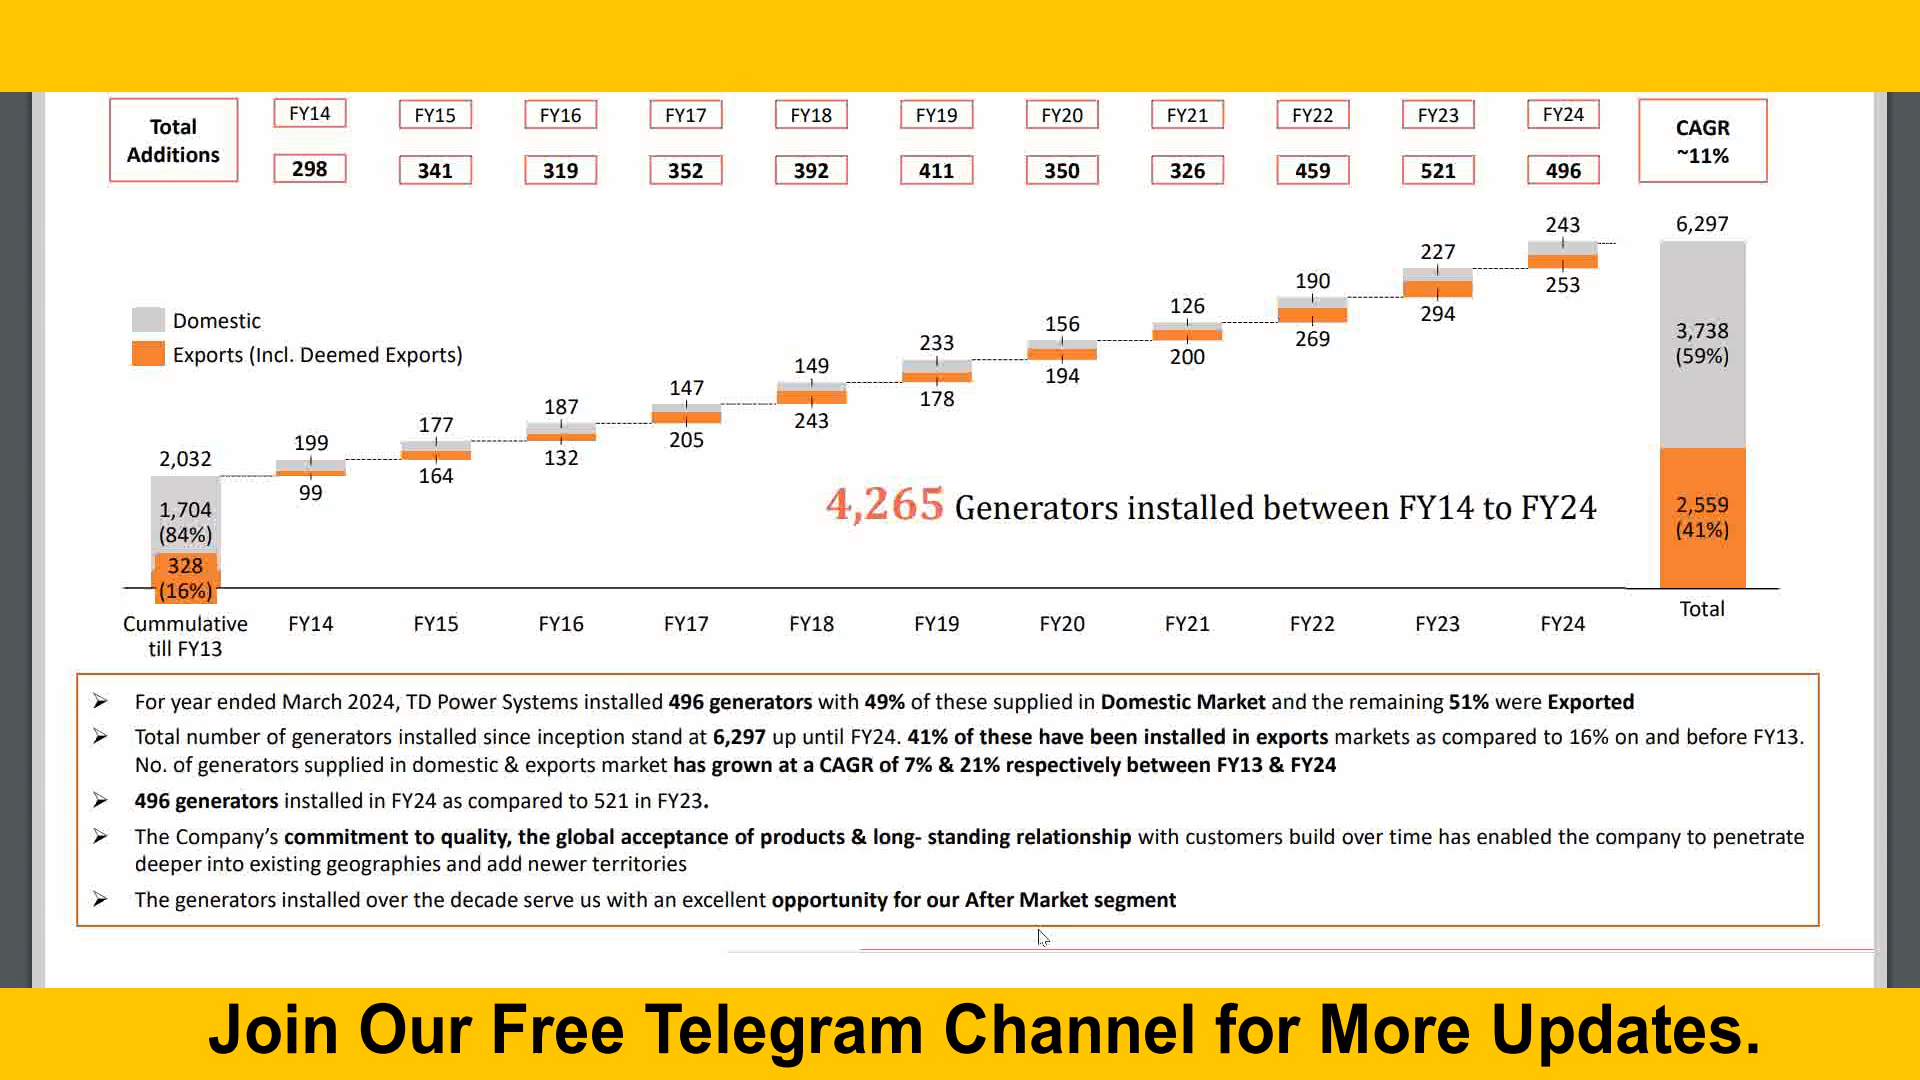 Total Additions
FY14 FY15 FY16 FY17 FY18 FY19 FY20 FY21 FY22 FY23 FY24
298 341 319 352 392 411 350 326 459 521 496
CAGR
~11%
Domestic
Exports (Incl. Deemed Exports)
2,032
1,704
(84%)
328
(16%)
199
99
177
164
187
132
147
205
149
243
233
178
156
194
126
200
190
269
227
294
243
253
6,297
3,738
(59%)
2,559
(41%)
4,265 Generators installed between FY14 to FY24
Cummulative
till FY13
FY14 FY15 FY16 FY17 FY18 FY19 FY20 FY21 FY22 FY23 FY24 Total
➢ For year ended March 2024, TD Power Systems installed 496 generators with 49% of these supplied in Domestic Market and the remaining 51% were Exported
➢ Total number of generators installed since inception stand at 6,297 up until FY24. 41% of these have been installed in exports markets as compared to 16% on and before FY13.
No. of generators supplied in domestic & exports market has grown at a CAGR of 7% & 21% respectively between FY13 & FY24
➢ 496 generators installed in FY24 as compared to 521 in FY23.
➢ The Company’s commitment to quality, the global acceptance of products & long- standing relationship with customers build over time has enabled the company to penetrate
deeper into existing geographies and add newer territories
➢ The generators installed over the decade serve us with an excellent opportunity for our After Market segment
Join Our Free Telegram Channel for More Updates.